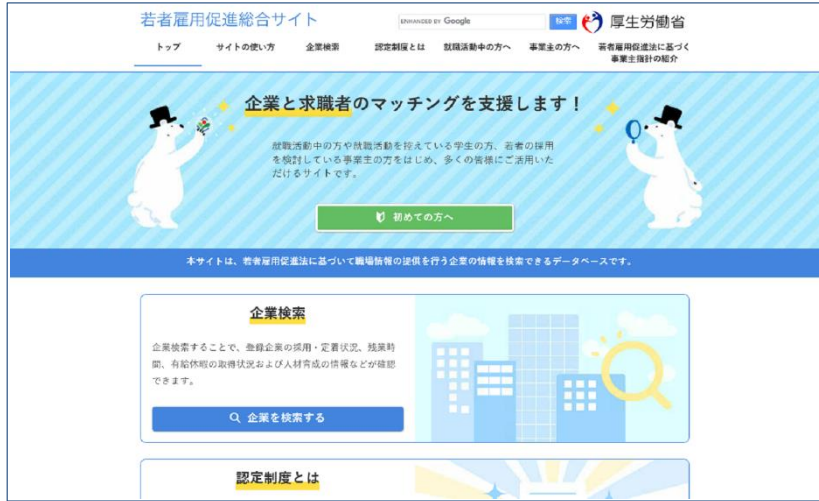 若者雇用促進総合サイト
ENHANCED BY Google
検索
厚生労働省
トップ
サイトの使い方
企業検索
認定制度とは
就職活動中の方へ
事業主の方へ
若者雇用促進法に基づく
事業主指針の紹介
企業と求職者のマッチングを支援します!
就職活動中の方や就職活動を控えている学生の方、若者の採用
を検討している事業主の方をはじめ、多くの皆様にご活用いた
だけるサイトです。
初めての方へ
本サイトは、若者雇用促進法に基づいて職場情報の提供を行う企業の情報を検索できるデータベースです。
企業検索
企業検索することで、登録企業の採用・定着状況、残業時
間、有給休暇の取得状況および人材育成の情報などが確認
できます。
企業を検索する
認定制度とは